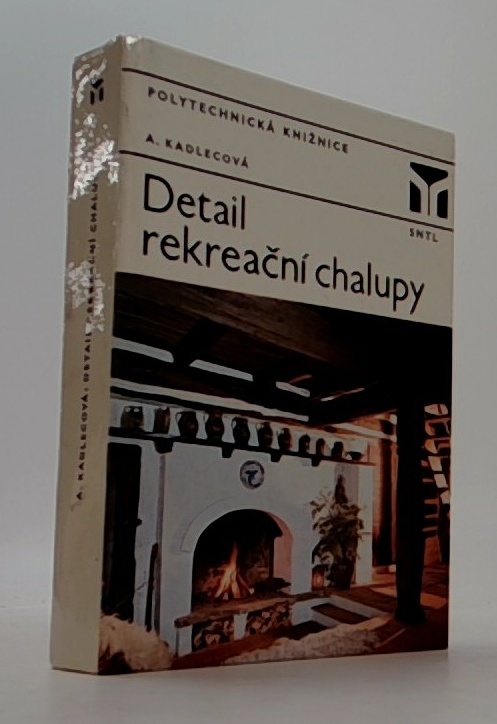 POLYTECHNICKÁ KNIŽNICE
A. KADLECOVÁ
Detail
rekreační chalupy
SNTL
A. KADLECOVÁ: DETAIL REKREAČNÍ CHALU